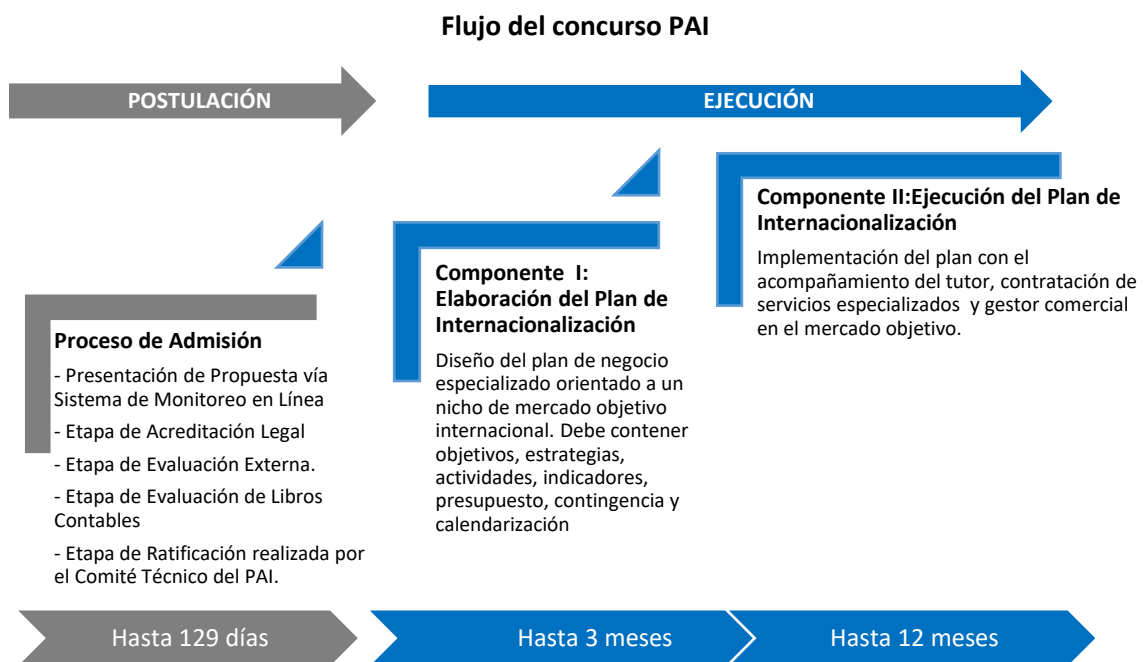 Flujo del concurso PAI
POSTULACIÓN
EJECUCIÓN
Proceso de Admisión
- Presentación de Propuesta vía
Sistema de Monitoreo en Línea
- Etapa de Acreditación Legal
- Etapa de Evaluación Externa.
- Etapa de Evaluación de Libros
Contables
- Etapa de Ratificación realizada por
el Comité Técnico del PAI.
Componente I:
Elaboración del Plan de
Internacionalización
Diseño del plan de negocio
especializado orientado a un
nicho de mercado objetivo
internacional. Debe contener
objetivos, estrategias,
actividades, indicadores,
presupuesto, contingencia y
calendarización
Componente II:Ejecución del Plan de
Internacionalización
Implementación del plan con el
acompañamiento del tutor, contratación de
servicios especializados y gestor comercial
en el mercado objetivo.
Hasta 129 días
Hasta 3 meses
Hasta 12 meses